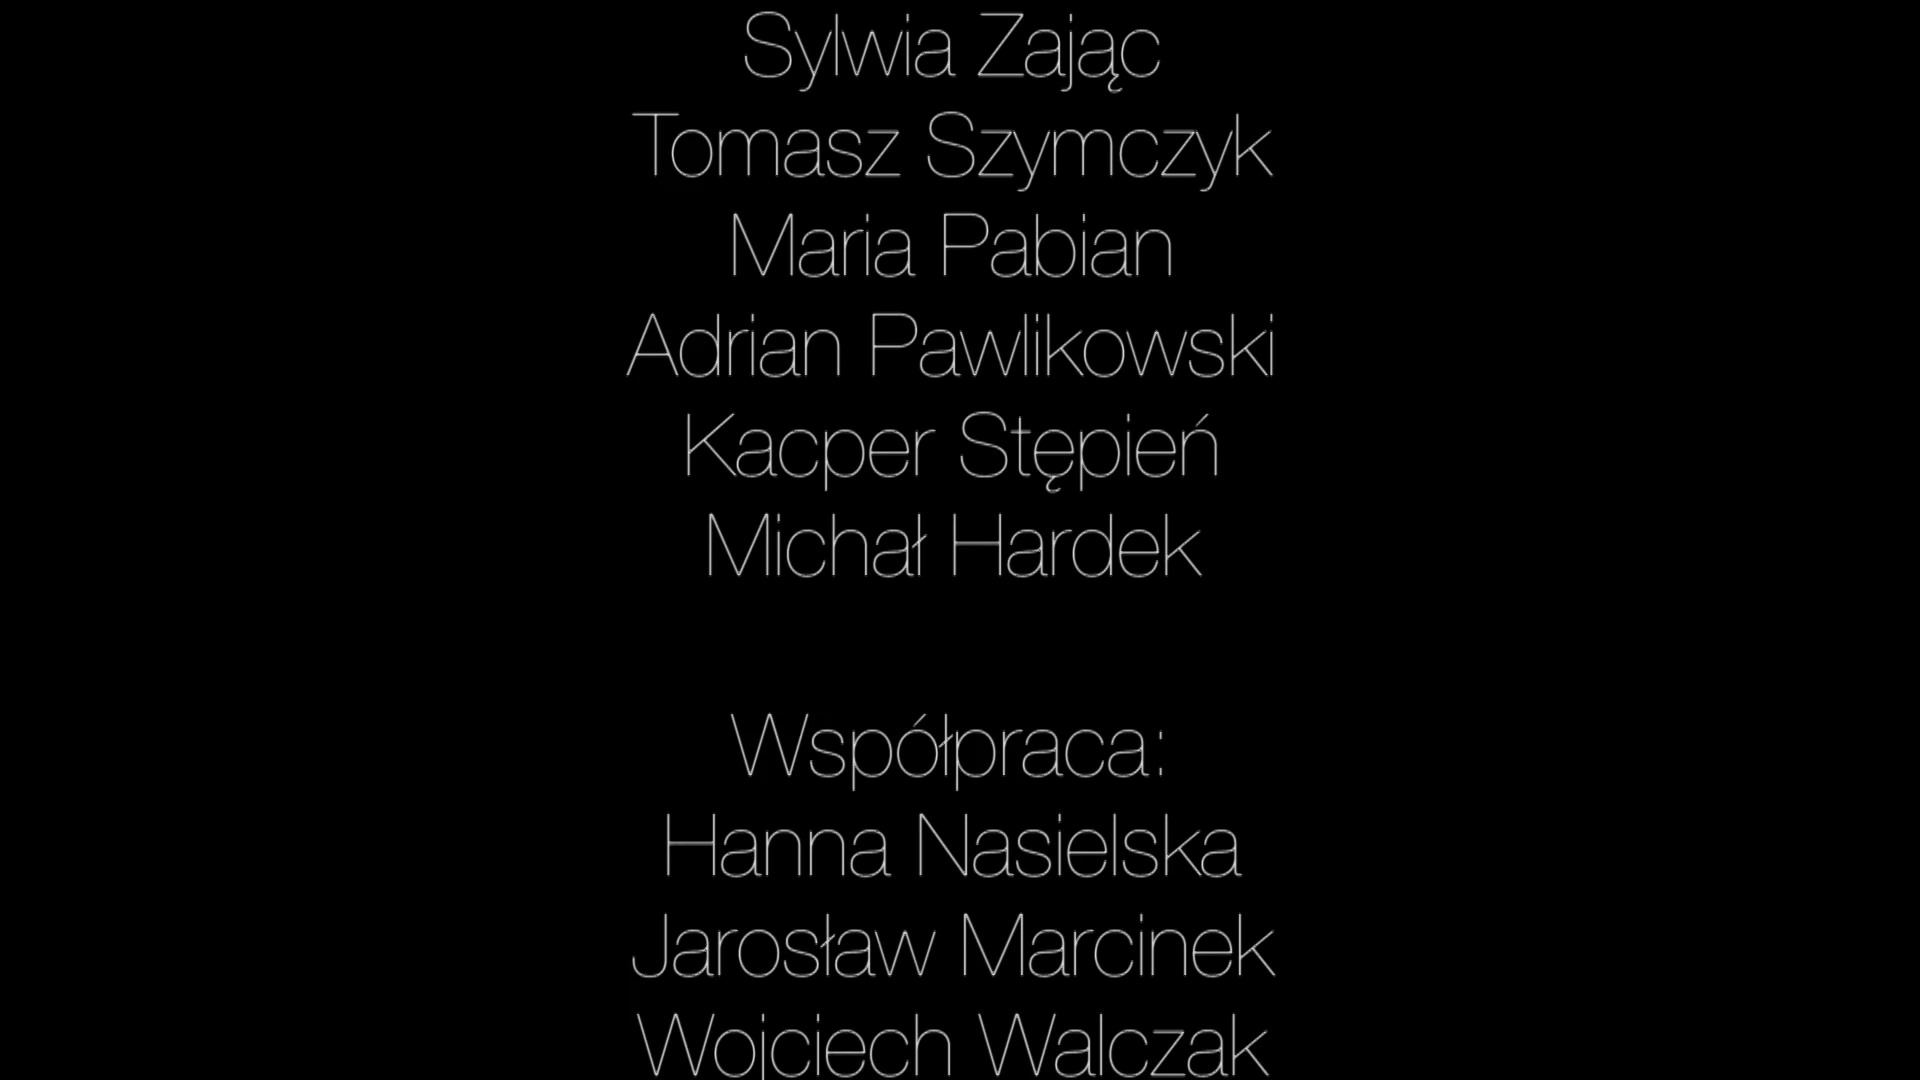 Sylwia Zając
Tomasz Szymczyk
Maria Pabian
Adrian Pawlikowski
Kacper Stępień
Michał Hardek
Współpraca:
Hanna Nasielska
Jarosław Marcinek
Wojciech Walczak